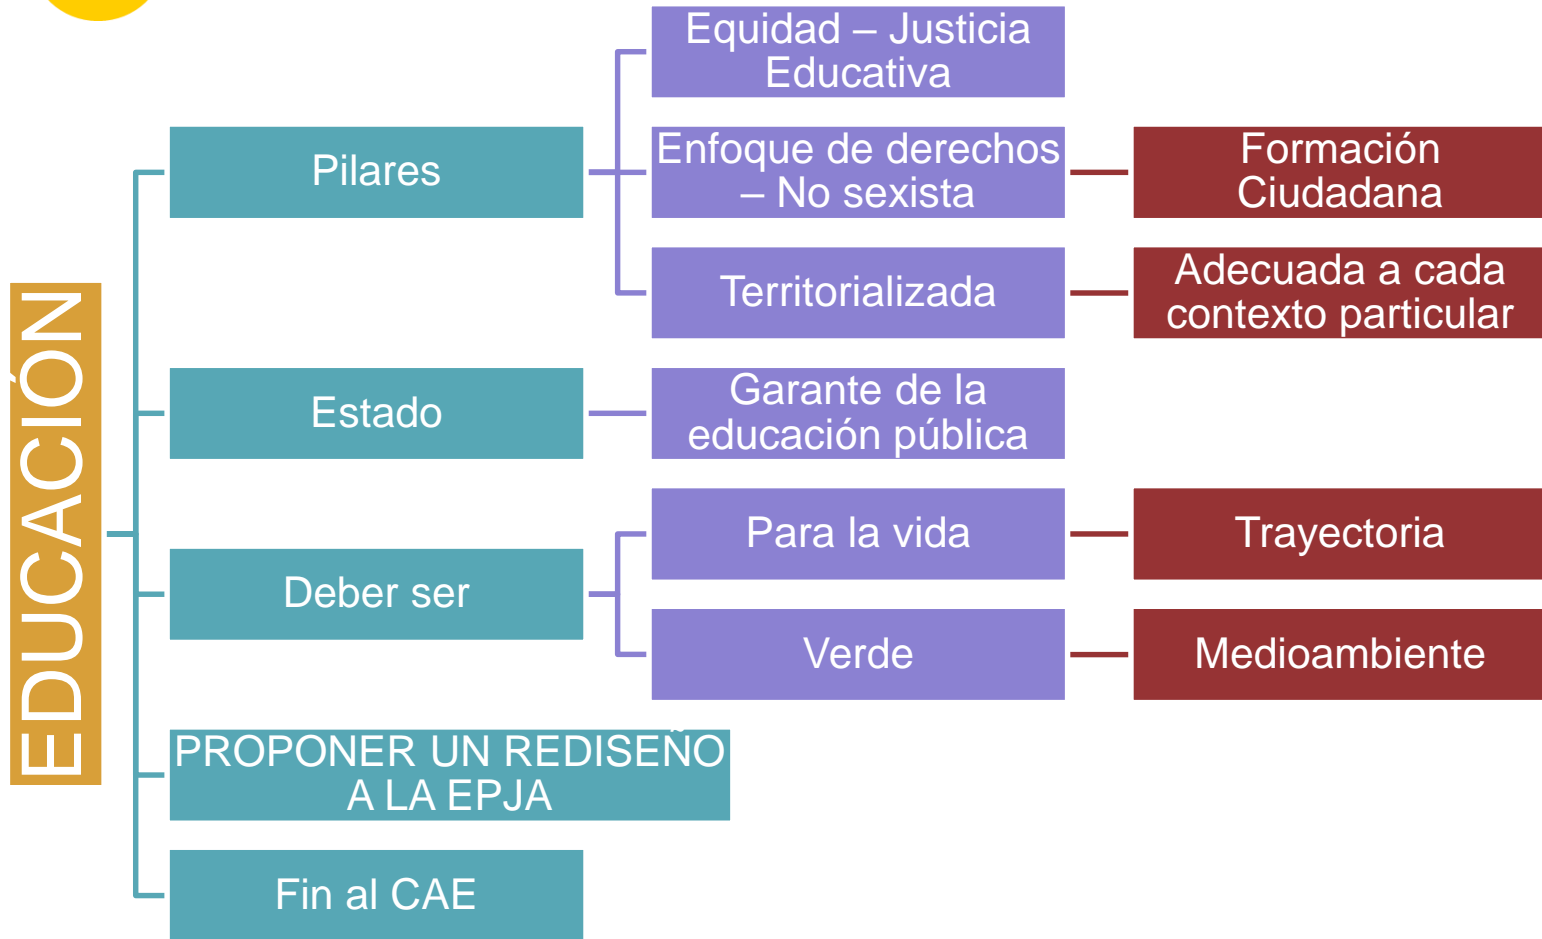 EDUCACIÓN
Pilares
Equidad – Justicia
Educativa
Enfoque de derechos
– No sexista
Formación
Ciudadana
Territorializada
Adecuada a cada
contexto particular
Estado
Garante de la
educación pública
Deber ser
Para la vida
Trayectoria
Verde
Medioambiente
PROPONER UN REDISEÑO
A LA EPJA
Fin al CAE